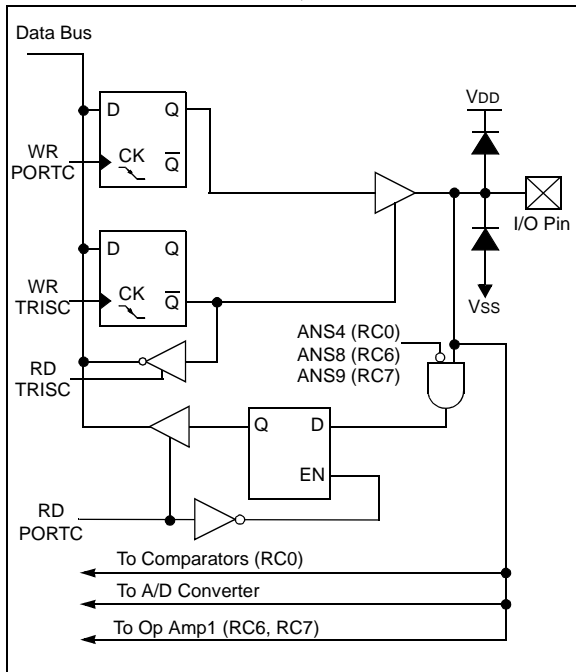 Data Bus
D Q
VDD
WR
PORTC
CK
Q
I/O Pin
D Q
WR
TRISC
CK
Q
VSS
ANS4 (RC0)
ANS8 (RC6)
ANS9 (RC7)
RD
TRISC
Q D
EN
RD
PORTC
To Comparators (RC0)
To A/D Converter
To Op Amp1 (RC6, RC7)